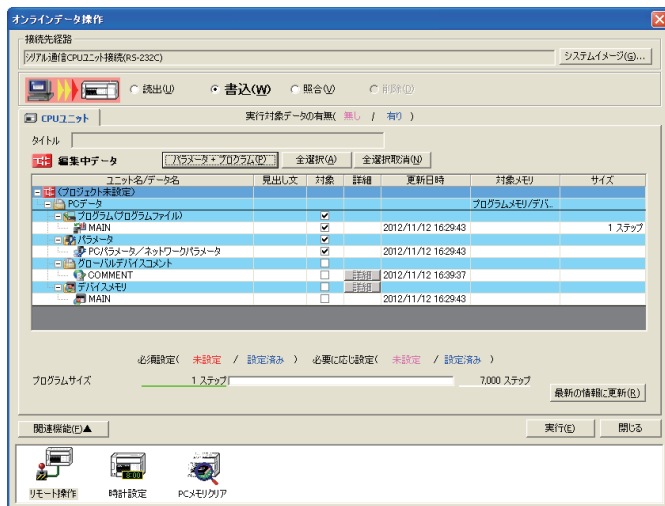 オンラインデータ操作
接続先経路
シリアル通信CPUユニット接続(RS-232C)
システムイメージ(G)...
読出(U) 書込(W) 照合(V) 削除(D)
CPUユニット 実行対象データの有無( 無し / 有り )
タイトル
編集中データ パラメータ+プログラム(P) 全選択(A) 全選択取消(N)
ユニット名/データ名 見出し文 対象 詳細 更新日時 対象メモリ サイズ
(プロジェクト未設定)
PCデータ プログラムメモリ/デバ...
プログラム(プログラムファイル)
MAIN 2012/11/12 16:29:43 1 ステップ
パラメータ
PCパラメータ/ネットワークパラメータ 2012/11/12 16:29:43
グローバルデバイスコメント
COMMENT 詳細 2012/11/12 16:39:37
デバイスメモリ 詳細
MAIN 2012/11/12 16:29:43
必須設定( 未設定 / 設定済み ) 必要に応じ設定( 未設定 / 設定済み )
プログラムサイズ 1 ステップ 7,000 ステップ
最新の情報に更新(R)
関連機能(F)▲ 実行(E) 閉じる
リモート操作 時計設定 PCメモリクリア